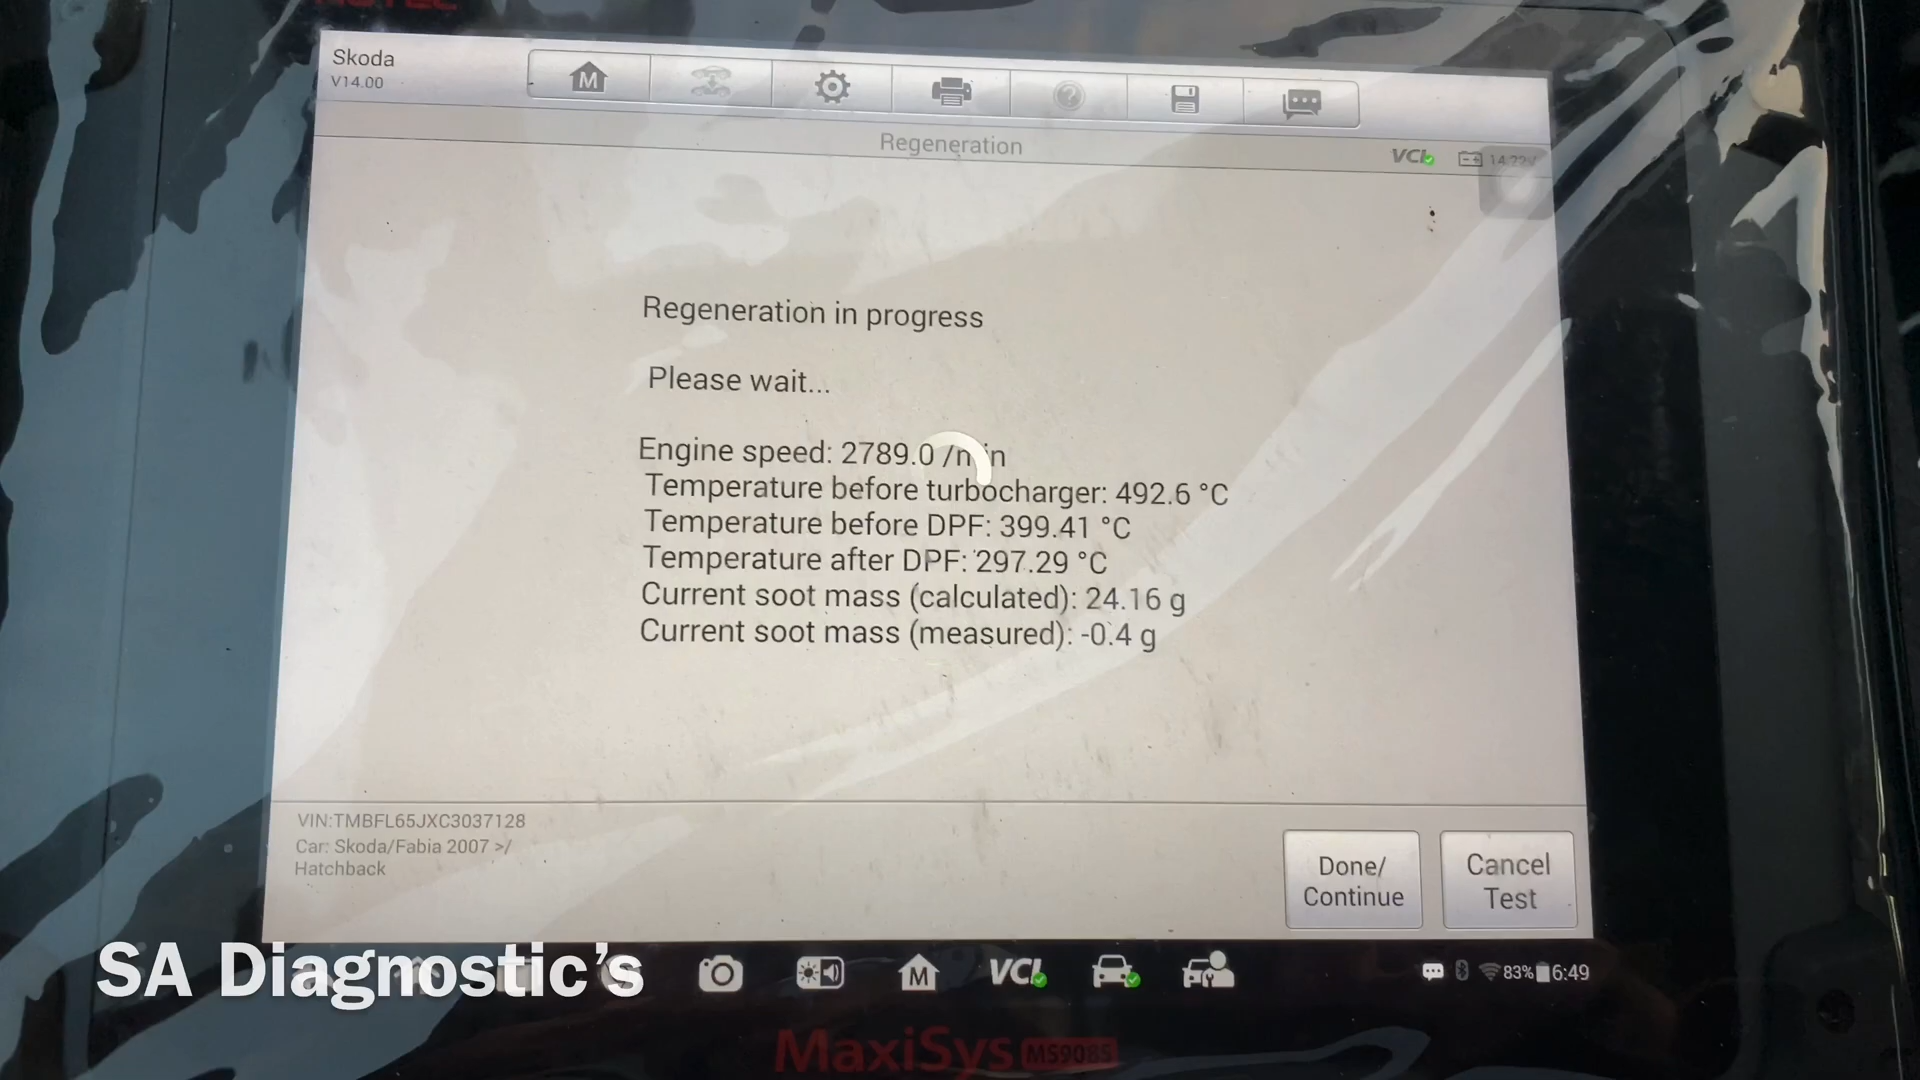 Skoda
V14.00
Regeneration
VCI
Regeneration in progress
Please wait...
Engine speed: 2789.0 /min
Temperature before turbocharger: 492.6 °C
Temperature before DPF: 399.41 °C
Temperature after DPF: 297.29 °C
Current soot mass (calculated): 24.16 g
Current soot mass (measured): -0.4 g
VIN:TMBFL65JXC3037128
Car: Skoda/Fabia 2007 >/
Hatchback
Done/
Continue
Cancel
Test
SA Diagnostic’s
M
VCI
83% 6:49
MaxiSys MS908S